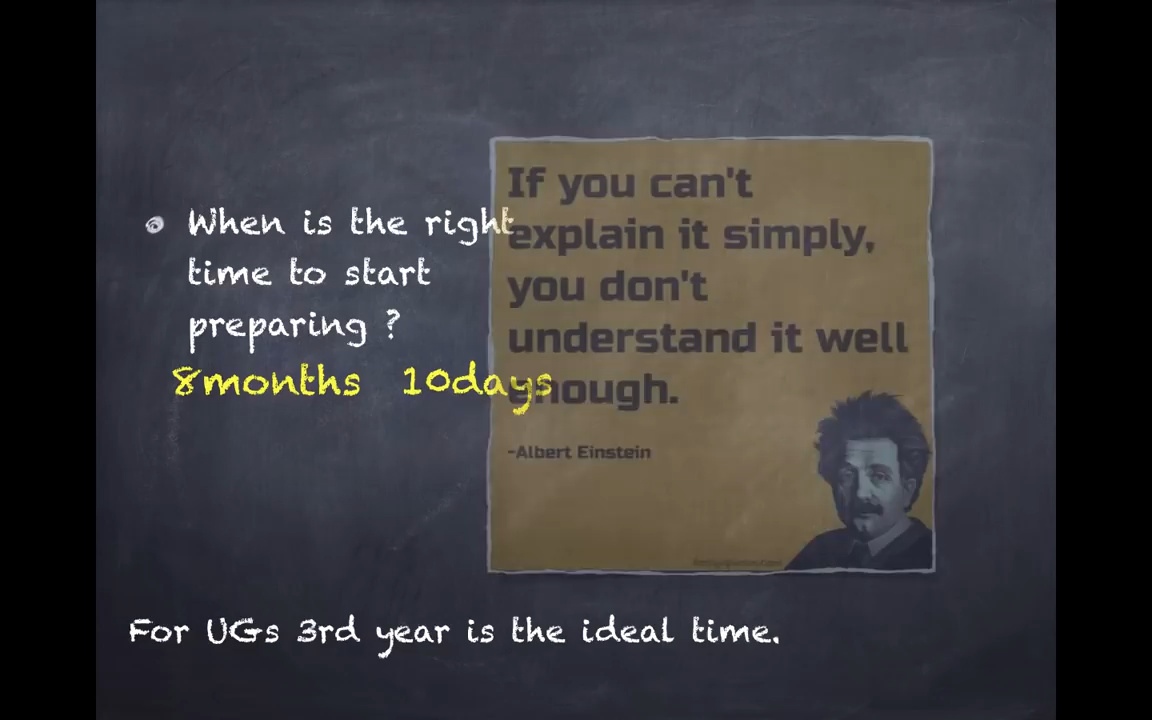 When is the right
time to start
preparing ?
8months 10days
If you can't
explain it simply,
you don't
understand it well
enough.
-Albert Einstein
For UGs 3rd year is the ideal time.